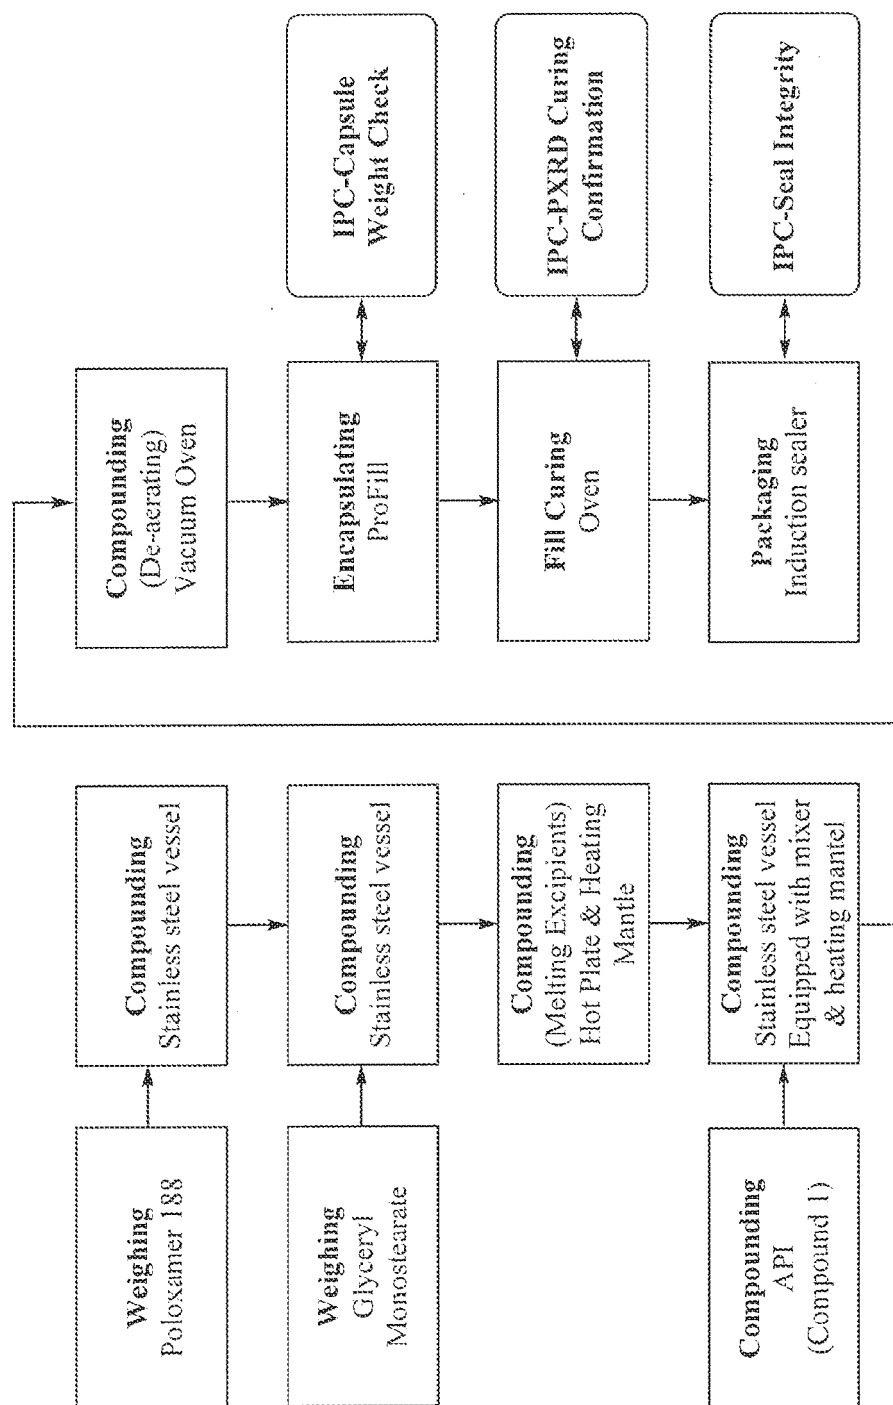 Weighing
Poloxamer 188
Compounding
Stainless steel vessel
Weighing
Glyceryl
Monostearate
Compounding
Stainless steel vessel
Compounding
(Melting Excipients)
Hot Plate & Heating
Mantle
Compounding
API
(Compound 1)
Compounding
Stainless steel vessel
Equipped with mixer
& heating mantel
Compounding
(De-aerating)
Vacuum Oven
Encapsulating
ProFill
IPC-Capsule
Weight Check
Fill Curing
Oven
IPC-PXRD Curing
Confirmation
Packaging
Induction sealer
IPC-Seal Integrity